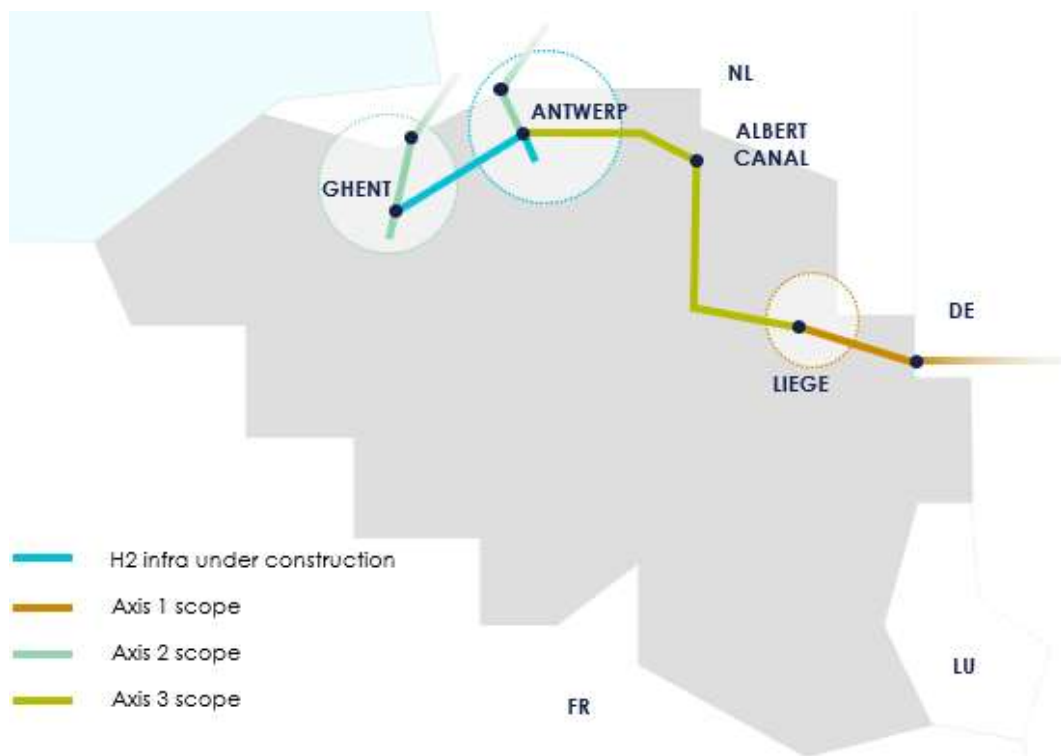 NL
ANTWERP
ALBERT
CANAL
GHENT
DE
LIEGE
H2 infra under construction
Axis 1 scope
Axis 2 scope
LU
Axis 3 scope
FR